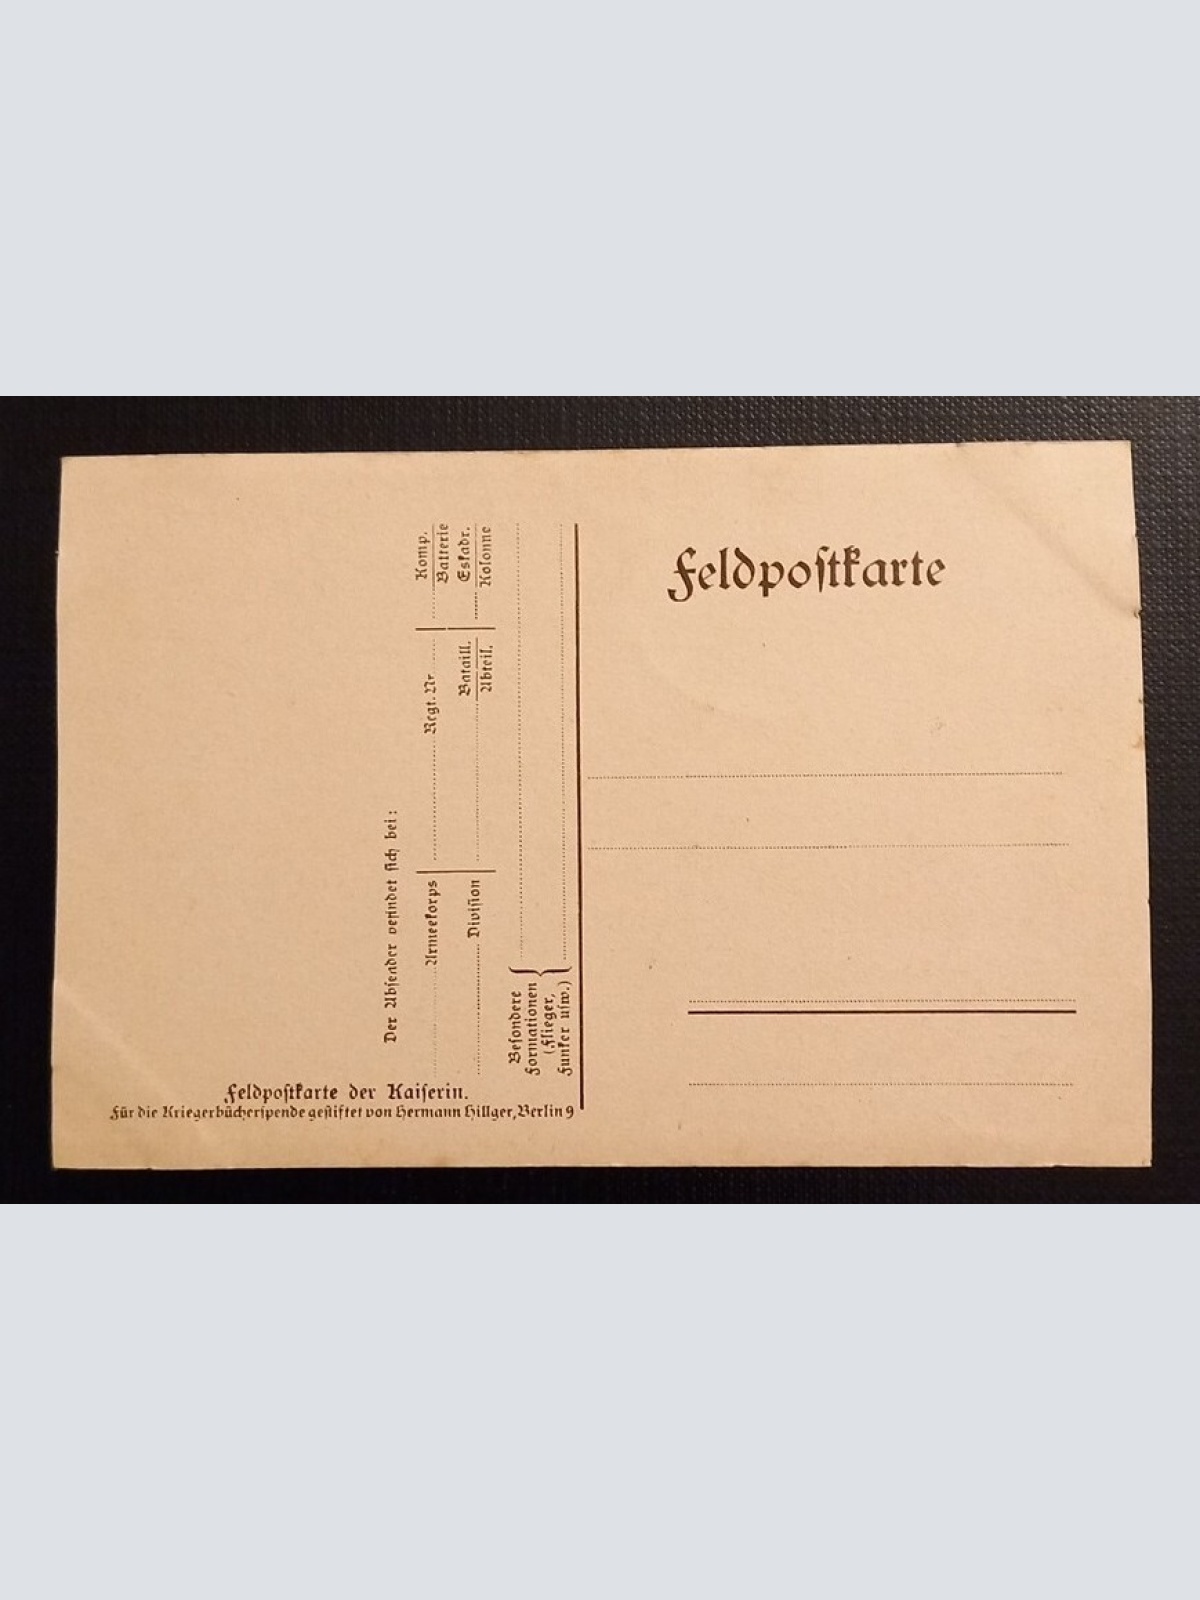 Feldpostkarte
Der Absender befindet sich bei:
Armeekorps
Regt. Nr.
Komp.
Batterie
Division
Bataill.
Abteil.
Eskadr.
Kolonne
Besondere
Formationen
(Flieger,
Funker usw.)
Feldpostkarte der Kaiserin.
Für die Kriegerbücherspende gestiftet von Hermann Hillger, Berlin 9